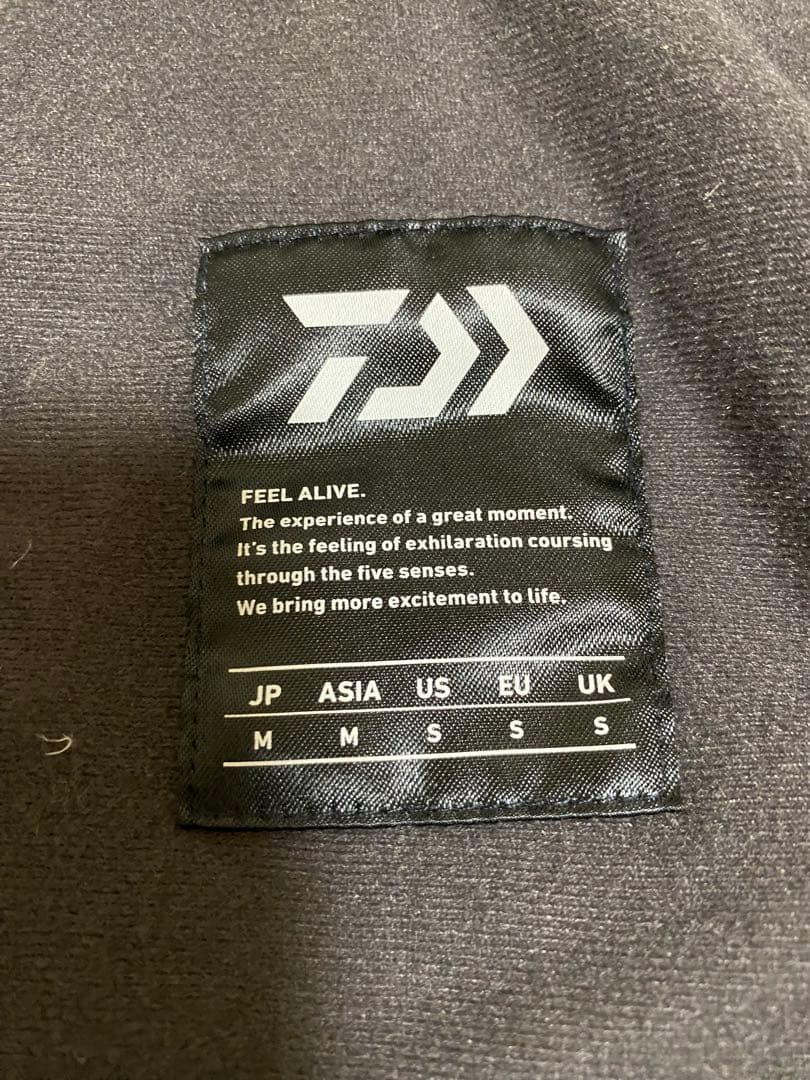 FEEL ALIVE.
The experience of a great moment.
It's the feeling of exhilaration coursing
through the five senses.
We bring more excitement to life.
JP ASIA US EU UK
M M S S S